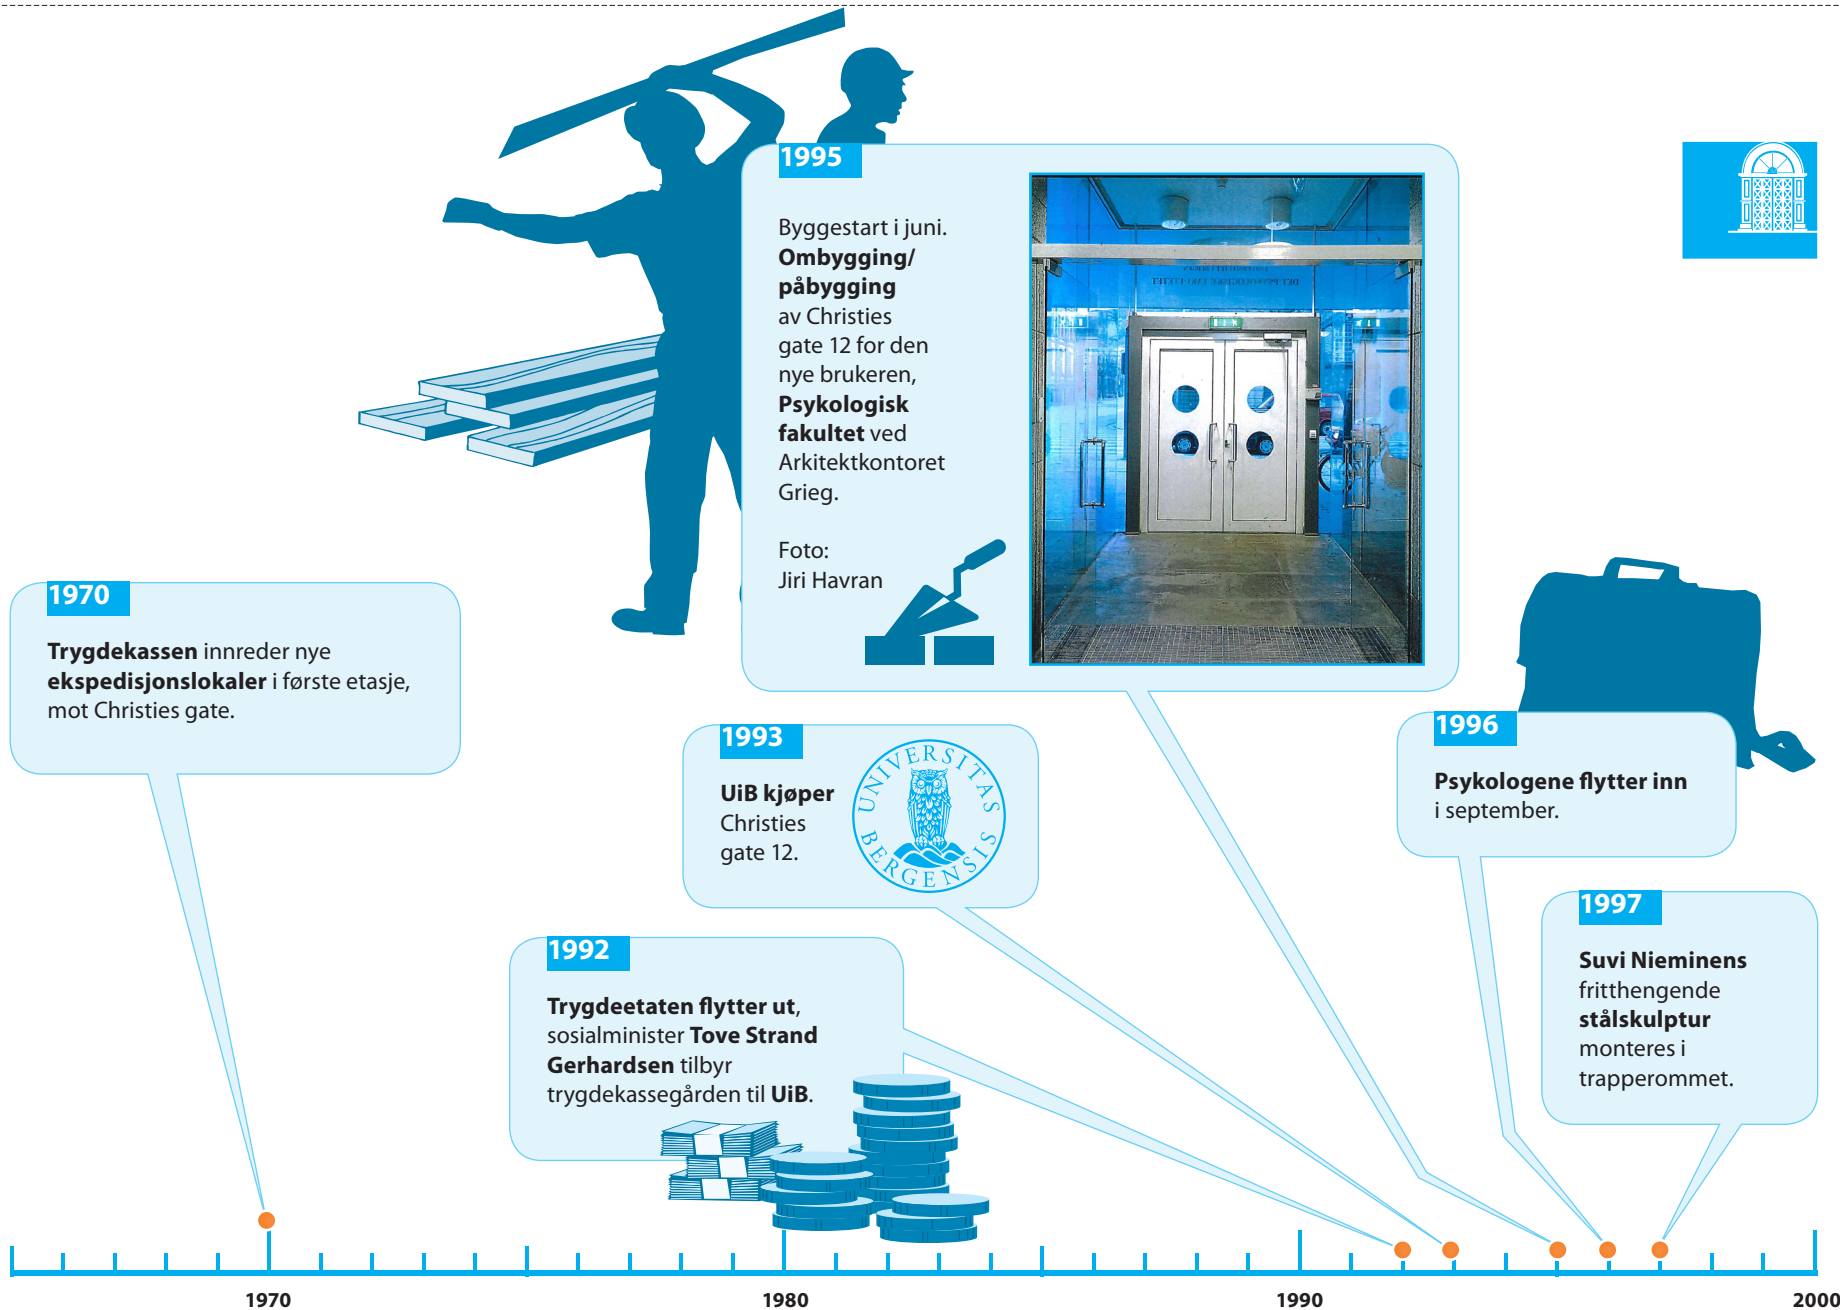 1995
Byggestart i juni.
Ombygging/
påbygging
av Christies
gate 12 for den
nye brukeren,
Psykologisk
fakultet ved
Arkitektkontoret
Grieg.
Foto:
Jiri Havran
1970
Trygdekassen innreder nye
ekspedisjonslokaler i første etasje,
mot Christies gate.
1993
UiB kjøper
Christies
gate 12.
UNIVERSITAS
BERGENSIS
1996
Psykologene flytter inn
i september.
1992
Trygdeetaten flytter ut,
sosialminister Tove Strand
Gerhardsen tilbyr
trygdekassegården til UiB.
1997
Suvi Nieminens
fritthengende
stålskulptur
monteres i
trapperommet.
1970 1980 1990 2000